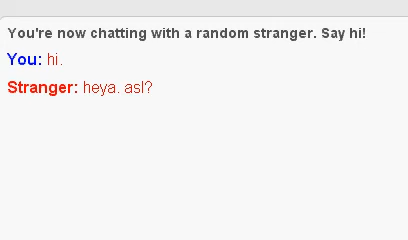 You're now chatting with a random stranger. Say hi!
You: hi.
Stranger: heya. asl?